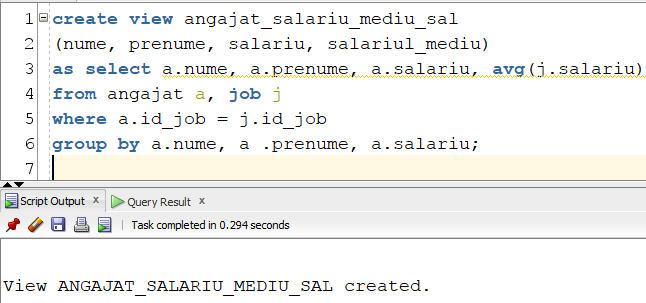 1 create view angajat_salariu_mediu_sal
2 (nume, prenume, salariu, salariul_mediu)
3 as select a.nume, a.prenume, a.salariu, avg(j.salariu)
4 from angajat a, job j
5 where a.id_job = j.id_job
6 group by a.nume, a .prenume, a.salariu;
7
Script Output x Query Result x
Task completed in 0.294 seconds
View ANGAJAT_SALARIU_MEDIU_SAL created.